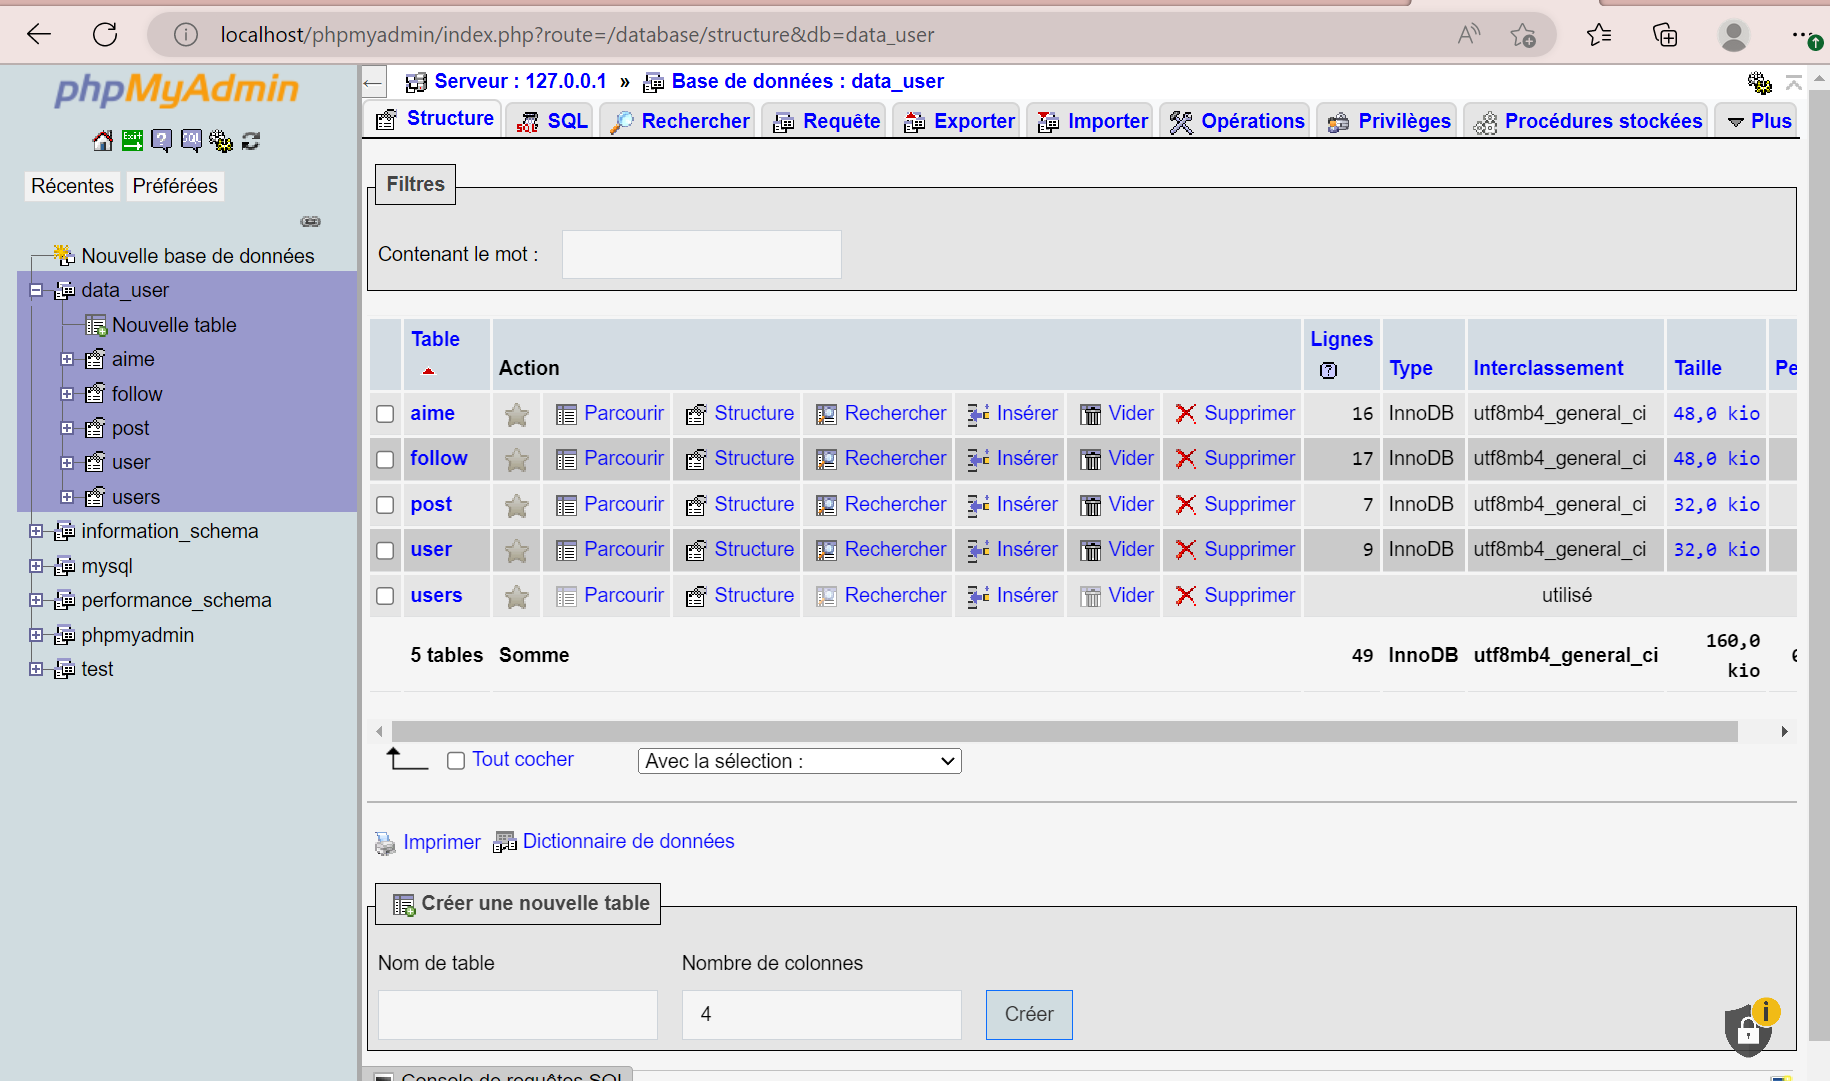 localhost/phpmyadmin/index.php?route=/database/structure&db=data_user
phpMyAdmin
Récentes Préférées
Nouvelle base de données
data_user
Nouvelle table
aime
follow
post
user
users
information_schema
mysql
performance_schema
phpmyadmin
test
Serveur : 127.0.0.1 » Base de données : data_user
Structure SQL Rechercher Requête Exporter Importer Opérations Privilèges Procédures stockées Plus
Filtres
Contenant le mot :
Table Action Lignes Type Interclassement Taille Pe
aime Parcourir Structure Rechercher Insérer Vider Supprimer 16 InnoDB utf8mb4_general_ci 48,0 kio
follow Parcourir Structure Rechercher Insérer Vider Supprimer 17 InnoDB utf8mb4_general_ci 48,0 kio
post Parcourir Structure Rechercher Insérer Vider Supprimer 7 InnoDB utf8mb4_general_ci 32,0 kio
user Parcourir Structure Rechercher Insérer Vider Supprimer 9 InnoDB utf8mb4_general_ci 32,0 kio
users Parcourir Structure Rechercher Insérer Vider Supprimer utilisé
5 tables Somme 49 InnoDB utf8mb4_general_ci 160,0
kio
Tout cocher Avec la sélection :
Imprimer Dictionnaire de données
Créer une nouvelle table
Nom de table Nombre de colonnes
4 Créer
Console de requêtes SQL